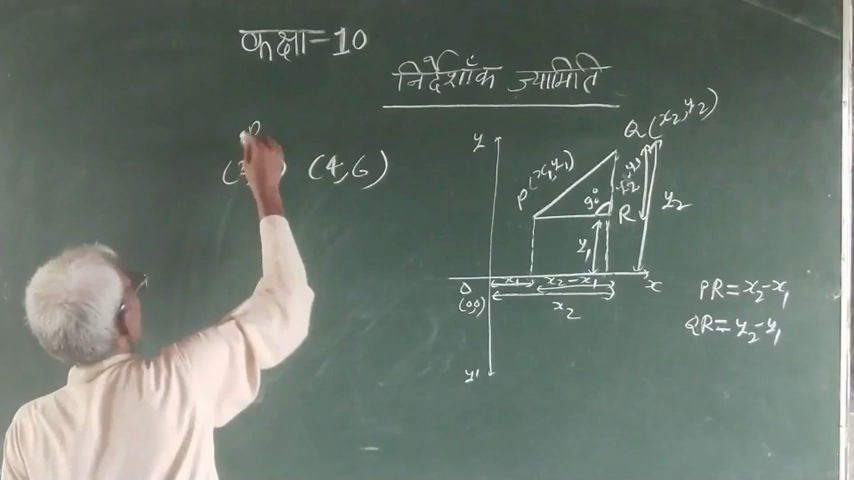 कक्षा=10
निर्देशाँक ज्यामिति
P
(4,6)
Q(x₂,y₂)
y
P(x₁,y₁)
90°
R
y₂
y₁
x₁
x₂-x₁
x
(0,0)
x₂
PR=x₂-x₁
QR=y₂-y₁
y'